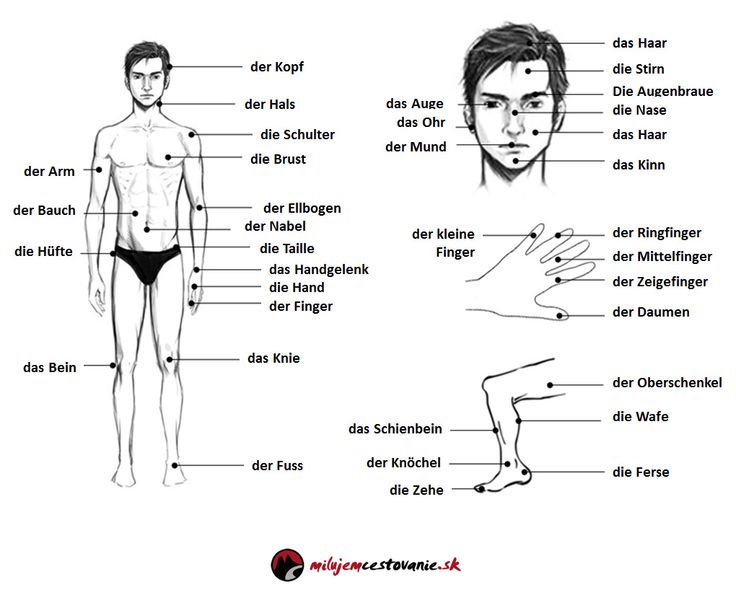 der Kopf
der Hals
die Schulter
die Brust
der Arm
der Bauch
der Ellbogen
der Nabel
die Hüfte
die Taille
das Handgelenk
die Hand
der Finger
das Bein
das Knie
der Fuss
das Haar
die Stirn
Die Augenbraue
das Auge
die Nase
das Ohr
das Haar
der Mund
das Kinn
der kleine
Finger
der Ringfinger
der Mittelfinger
der Zeigefinger
der Daumen
der Oberschenkel
die Wafe
das Schienbein
der Knöchel
die Ferse
die Zehe
milujemcestovanie.sk